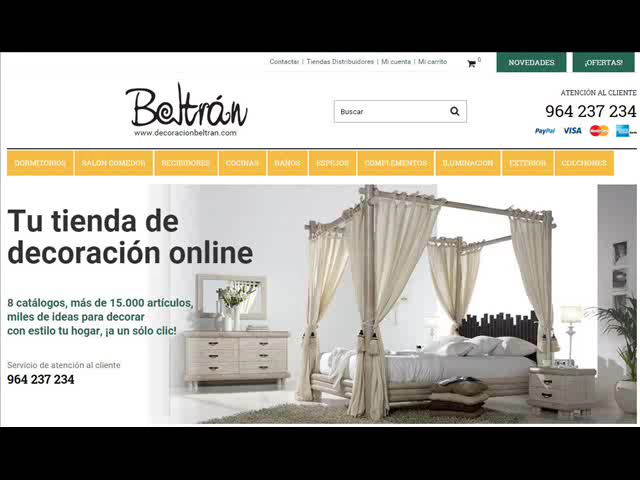 Contactar | Tiendas Distribuidores | Mi cuenta | Mi carrito
0
NOVEDADES
¡OFERTAS!
Beltrán
www.decoracionbeltran.com
Buscar
ATENCIÓN AL CLIENTE
964 237 234
PayPal VISA MasterCard
DORMITORIOS
SALÓN COMEDOR
RECIBIDORES
COCINAS
BAÑOS
ESPEJOS
COMPLEMENTOS
ILUMINACIÓN
EXTERIOR
COLCHONES
Tu tienda de
decoración online
8 catálogos, más de 15.000 artículos,
miles de ideas para decorar
con estilo tu hogar, ¡a un sólo clic!
Servicio de atención al cliente
964 237 234